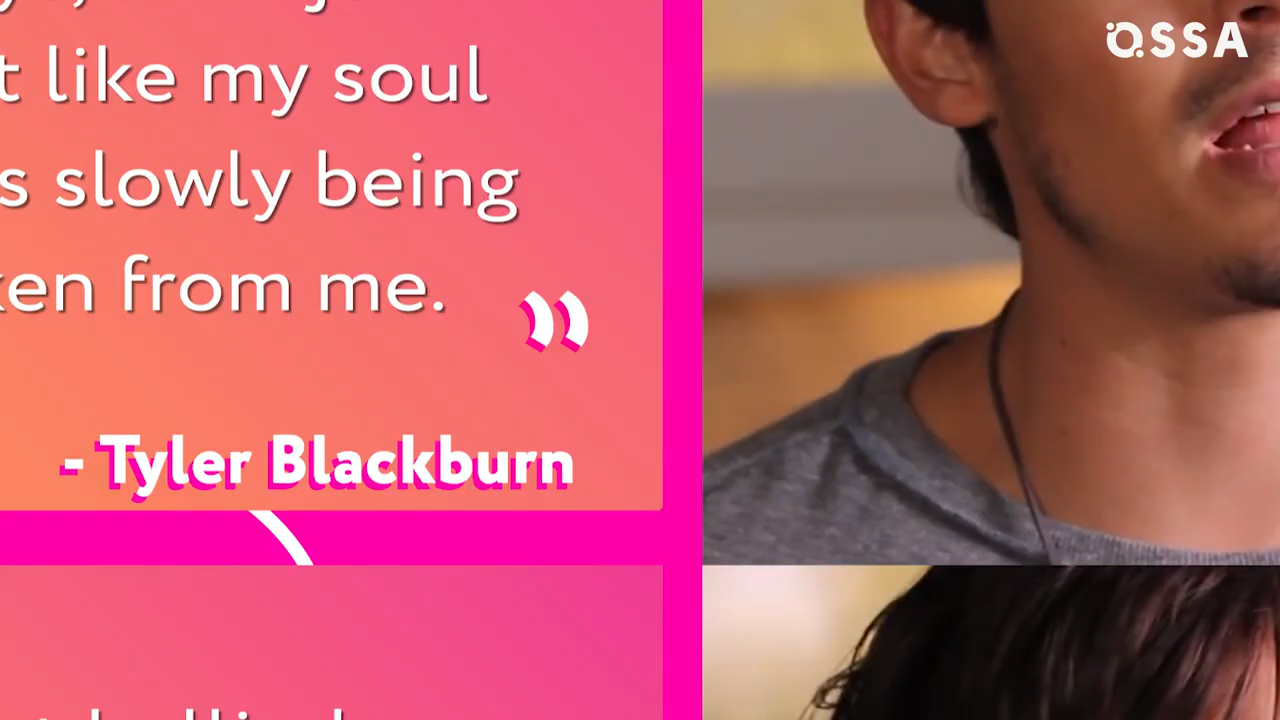 OSSA
t like my soul
s slowly being
ken from me.
”
- Tyler Blackburn